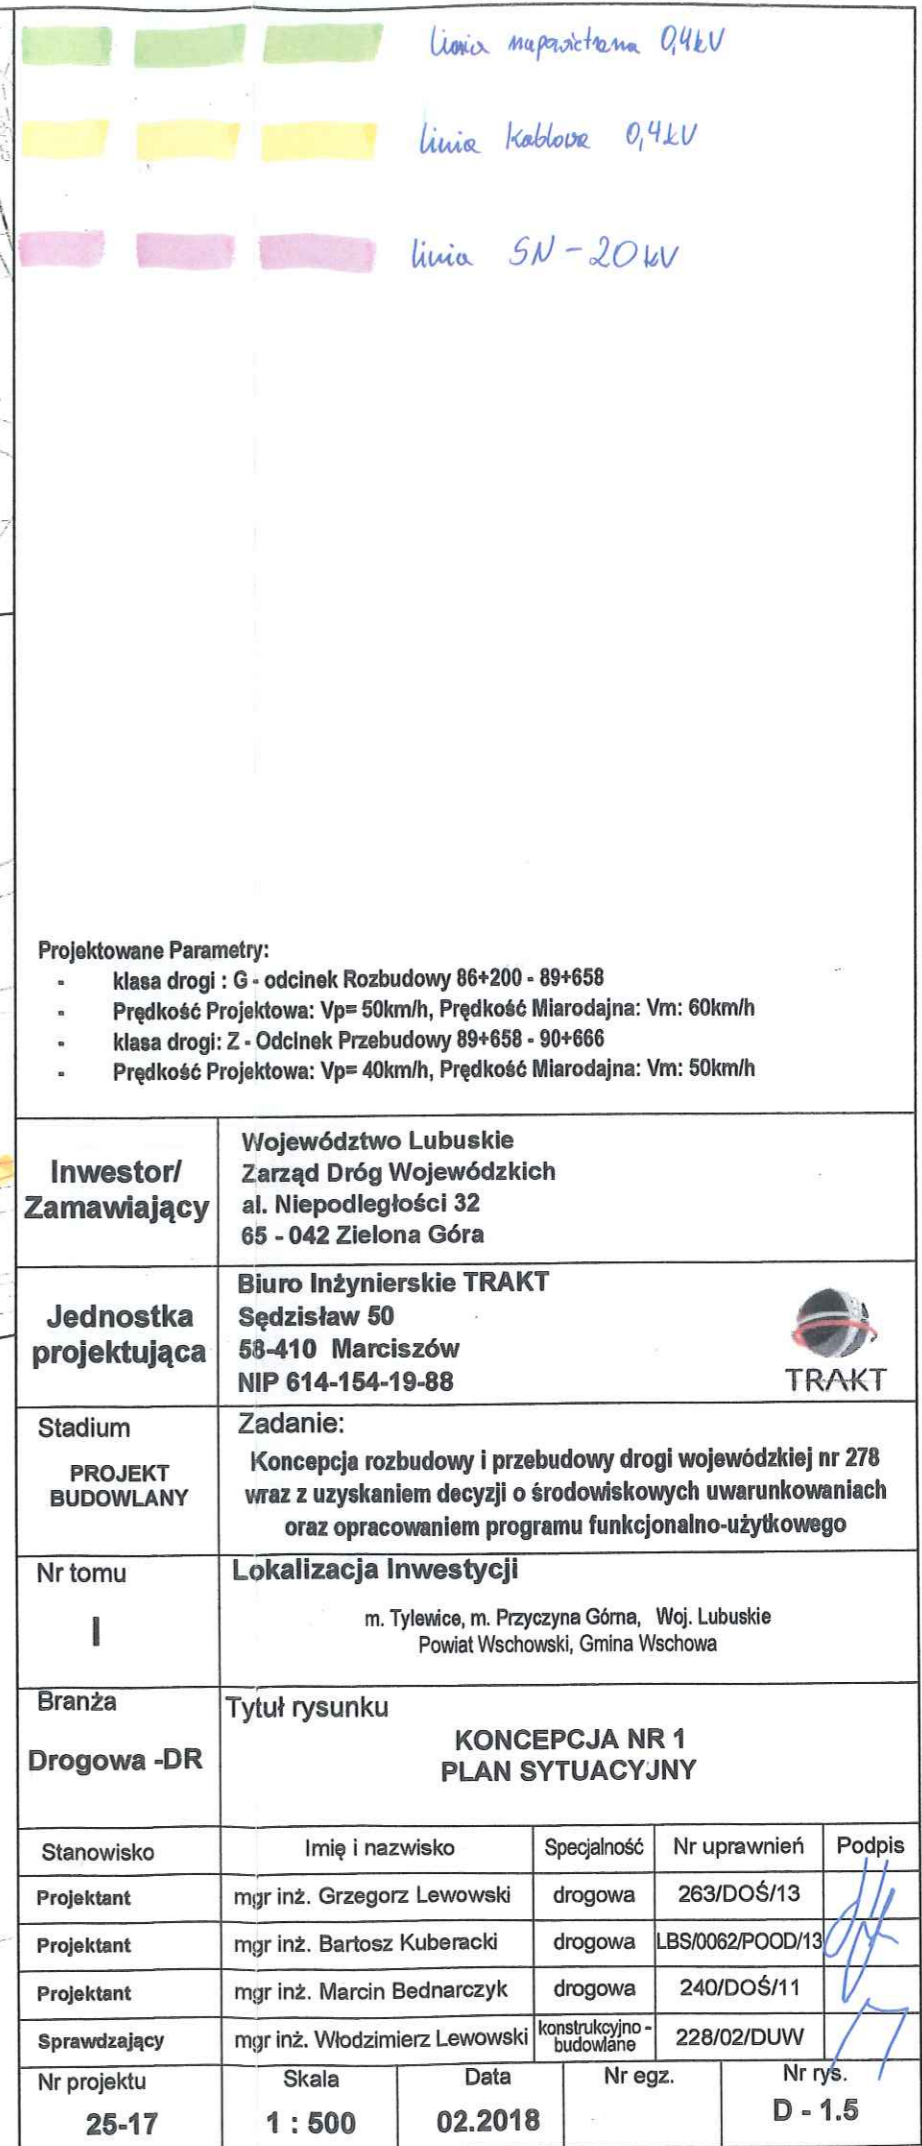 linia napowietrzna 0,4kV
linia kablowa 0,4kV
linia SN - 20kV
Projektowane Parametry:
- klasa drogi : G - odcinek Rozbudowy 86+200 - 89+658
- Prędkość Projektowa: Vp= 50km/h, Prędkość Miarodajna: Vm: 60km/h
- klasa drogi: Z - Odcinek Przebudowy 89+658 - 90+666
- Prędkość Projektowa: Vp= 40km/h, Prędkość Miarodajna: Vm: 50km/h
Inwestor/
Zamawiający
Województwo Lubuskie
Zarząd Dróg Wojewódzkich
al. Niepodległości 32
65 - 042 Zielona Góra
Jednostka
projektująca
Biuro Inżynierskie TRAKT
Sędzisław 50
58-410 Marciszów
NIP 614-154-19-88
TRAKT
Stadium
PROJEKT
BUDOWLANY
Zadanie:
Koncepcja rozbudowy i przebudowy drogi wojewódzkiej nr 278
wraz z uzyskaniem decyzji o środowiskowych uwarunkowaniach
oraz opracowaniem programu funkcjonalno-użytkowego
Nr tomu
I
Lokalizacja Inwestycji
m. Tylewice, m. Przyczyna Górna, Woj. Lubuskie
Powiat Wschowski, Gmina Wschowa
Branża
Drogowa -DR
Tytuł rysunku
KONCEPCJA NR 1
PLAN SYTUACYJNY
Stanowisko Imię i nazwisko Specjalność Nr uprawnień Podpis
Projektant mgr inż. Grzegorz Lewowski drogowa 263/DOŚ/13
Projektant mgr inż. Bartosz Kuberacki drogowa LBS/0062/POOD/13
Projektant mgr inż. Marcin Bednarczyk drogowa 240/DOŚ/11
Sprawdzający mgr inż. Włodzimierz Lewowski konstrukcyjno - budowlane 228/02/DUW
Nr projektu Skala Data Nr egz. Nr rys.
25-17 1 : 500 02.2018 D - 1.5